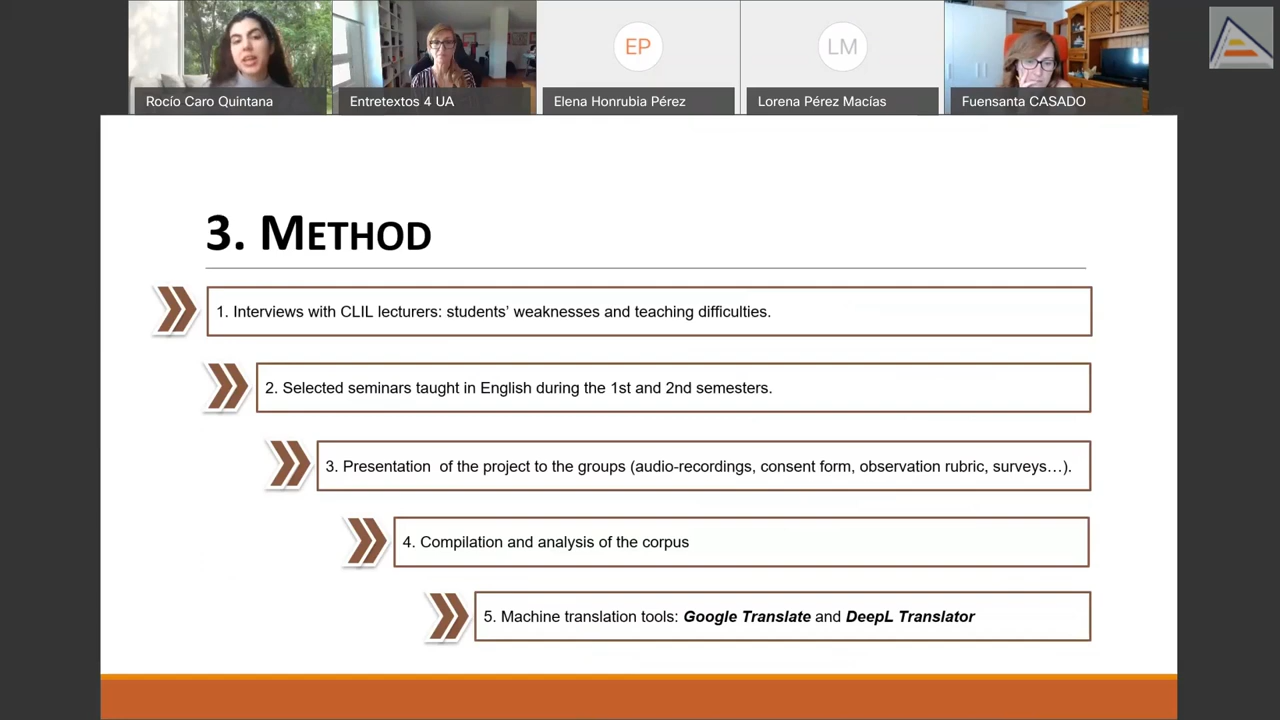 EP
LM
Rocío Caro Quintana
Entretextos 4 UA
Elena Honrubia Pérez
Lorena Pérez Macías
Fuensanta CASADO
3. METHOD
1. Interviews with CLIL lecturers: students’ weaknesses and teaching difficulties.
2. Selected seminars taught in English during the 1st and 2nd semesters.
3. Presentation of the project to the groups (audio-recordings, consent form, observation rubric, surveys…).
4. Compilation and analysis of the corpus
5. Machine translation tools: Google Translate and DeepL Translator